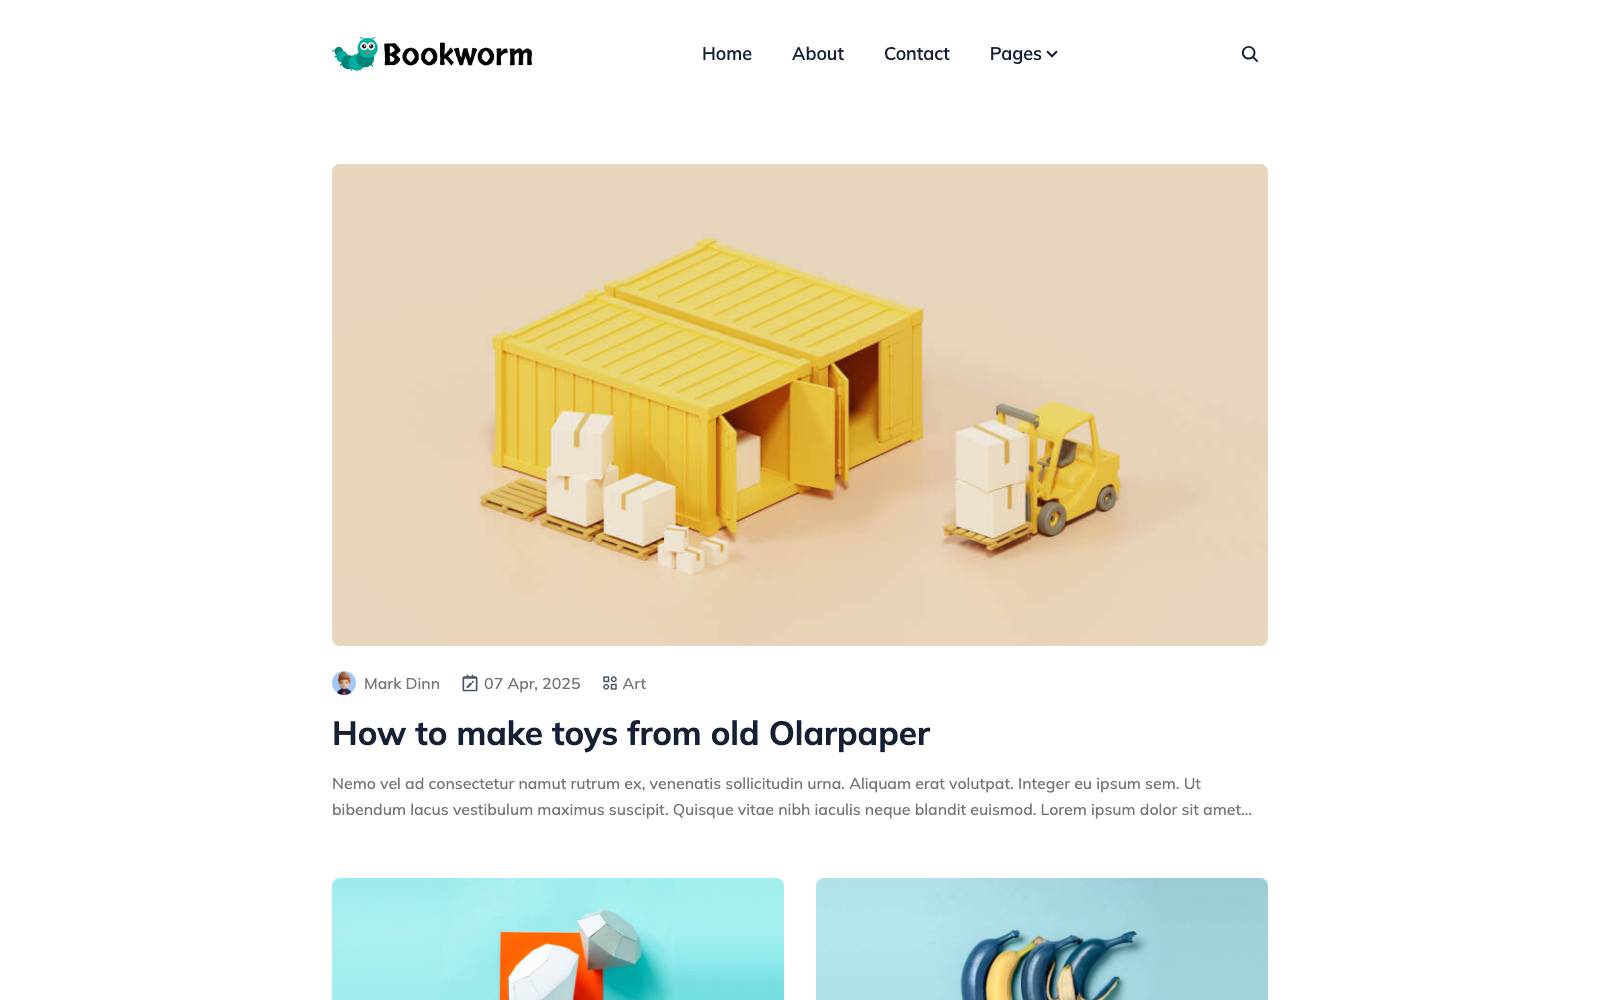 Bookworm
Home About Contact Pages
Mark Dinn 07 Apr, 2025 Art
How to make toys from old Olarpaper
Nemo vel ad consectetur namut rutrum ex, venenatis sollicitudin urna. Aliquam erat volutpat. Integer eu ipsum sem. Ut
bibendum lacus vestibulum maximus suscipit. Quisque vitae nibh iaculis neque blandit euismod. Lorem ipsum dolor sit amet...